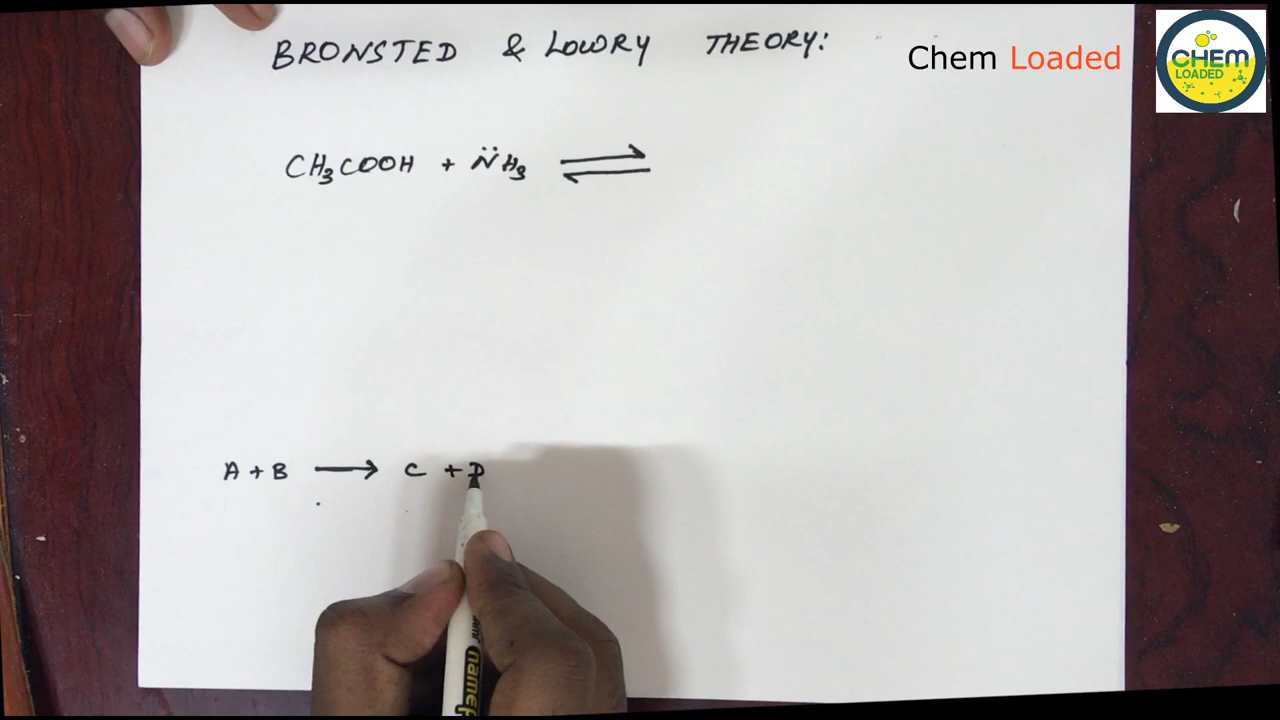 BRONSTED & LOWRY THEORY:
Chem Loaded
CHEM
LOADED
CH₃COOH + N̈H₃ ⇌
A + B ⟶ C + D